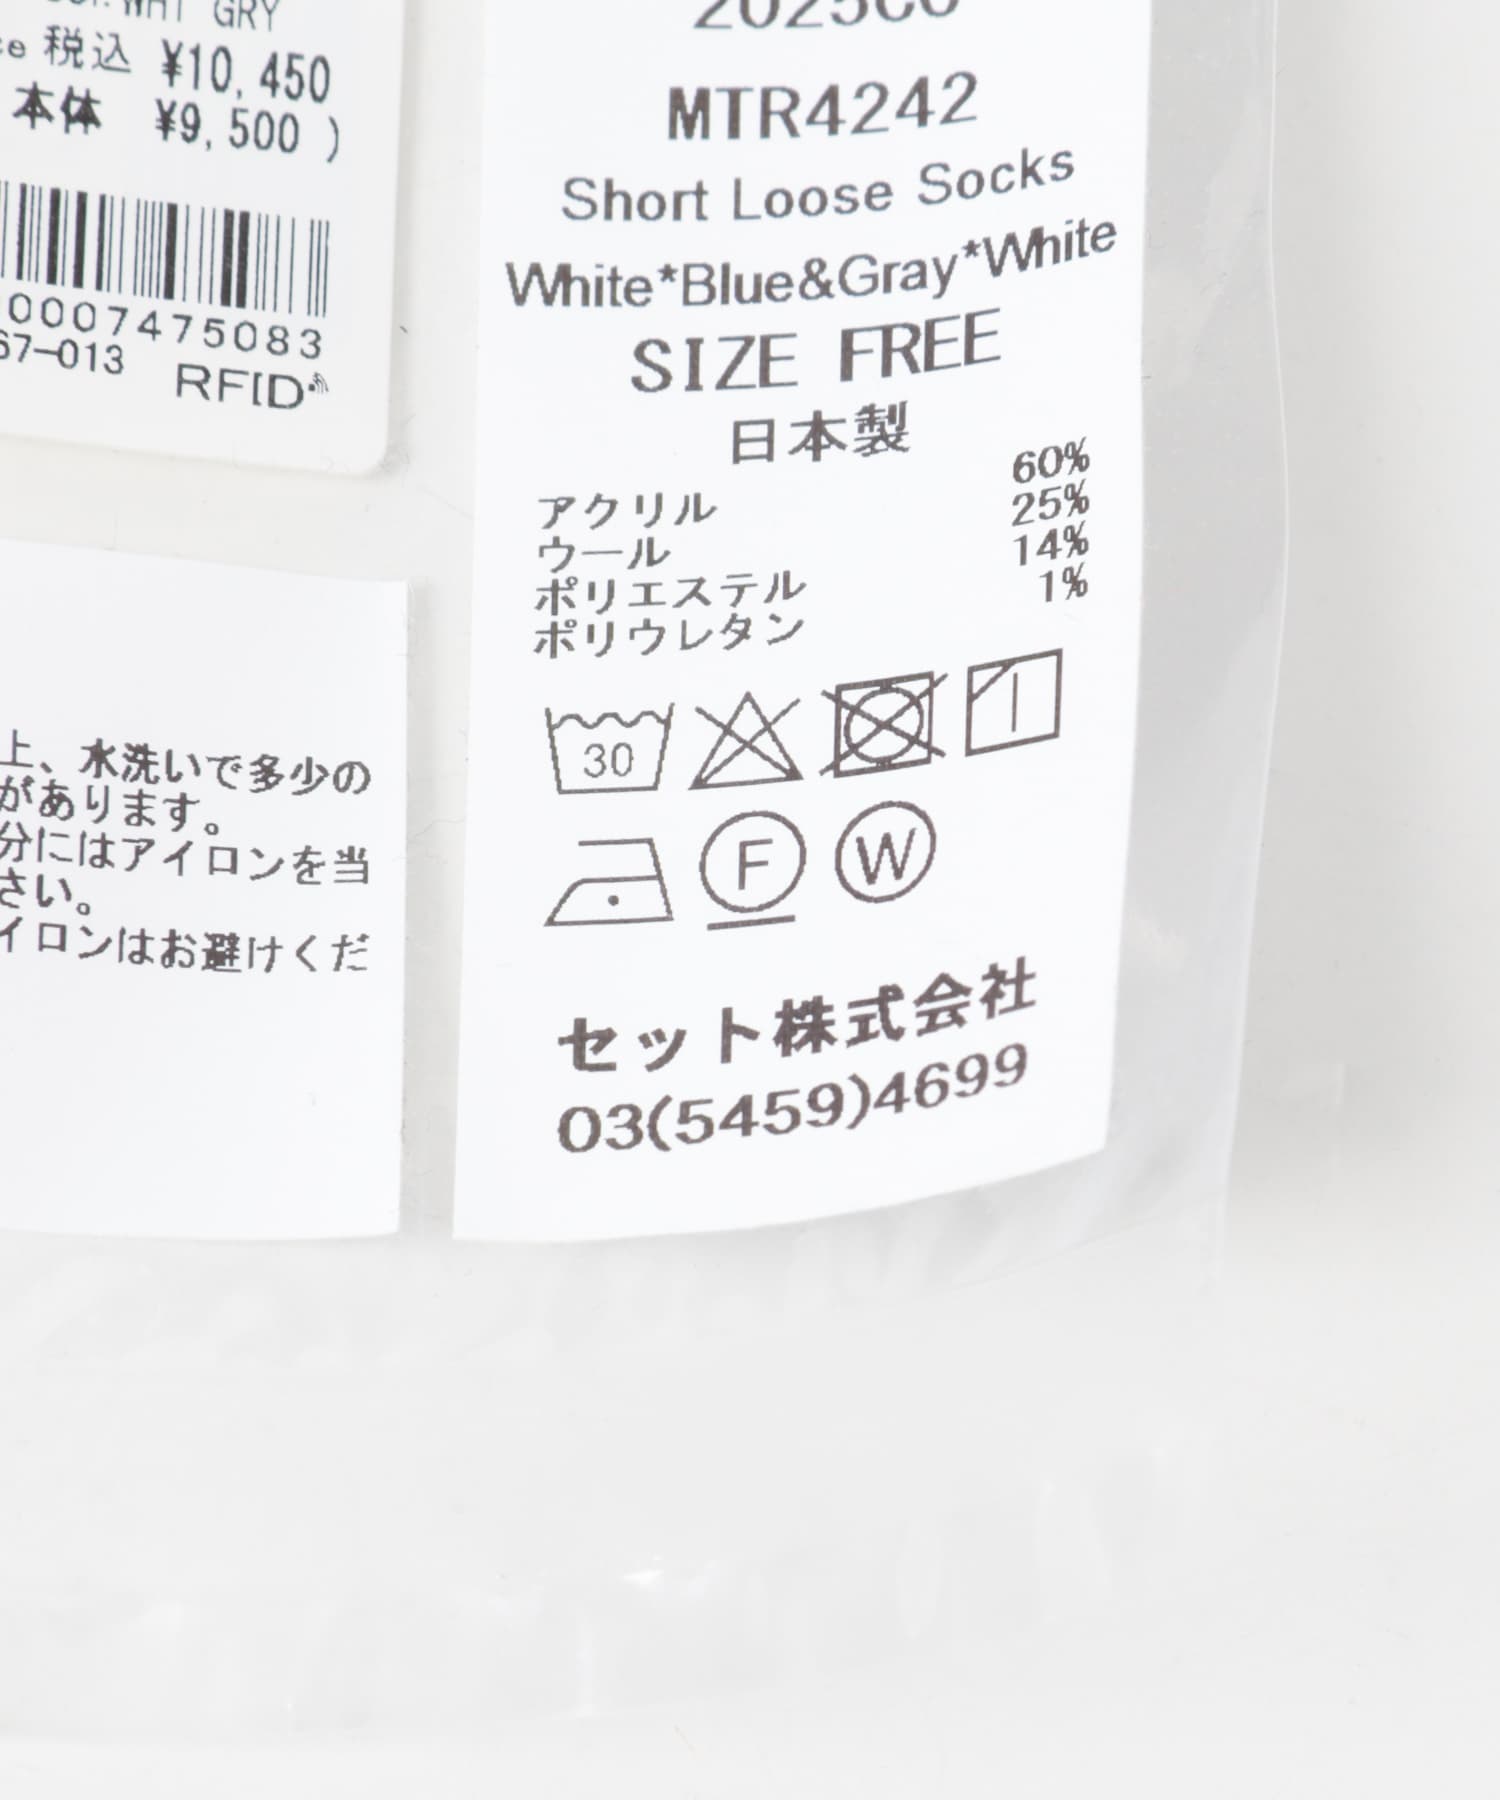 WHT GRY
税込 ¥10,450
本体 ¥9,500 )
0007475083
67-013
RFID
上、水洗いで多少の
があります。
分にはアイロンを当
さい。
イロンはお避けくだ
MTR4242
Short Loose Socks
White*Blue&Gray*White
SIZE FREE
日本製
アクリル 60%
ウール 25%
ポリエステル 14%
ポリウレタン 1%
30
F
W
セット株式会社
03(5459)4699